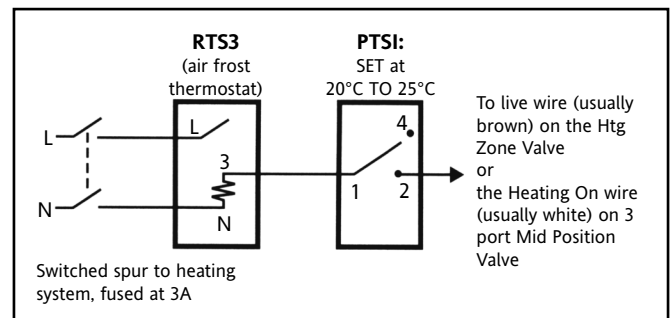 RTS3
(air frost
thermostat)
PTSI:
SET at
20°C TO 25°C
L
L
3
N
N
4
1
2
To live wire (usually
brown) on the Htg
Zone Valve
or
the Heating On wire
(usually white) on 3
port Mid Position
Valve
Switched spur to heating
system, fused at 3A